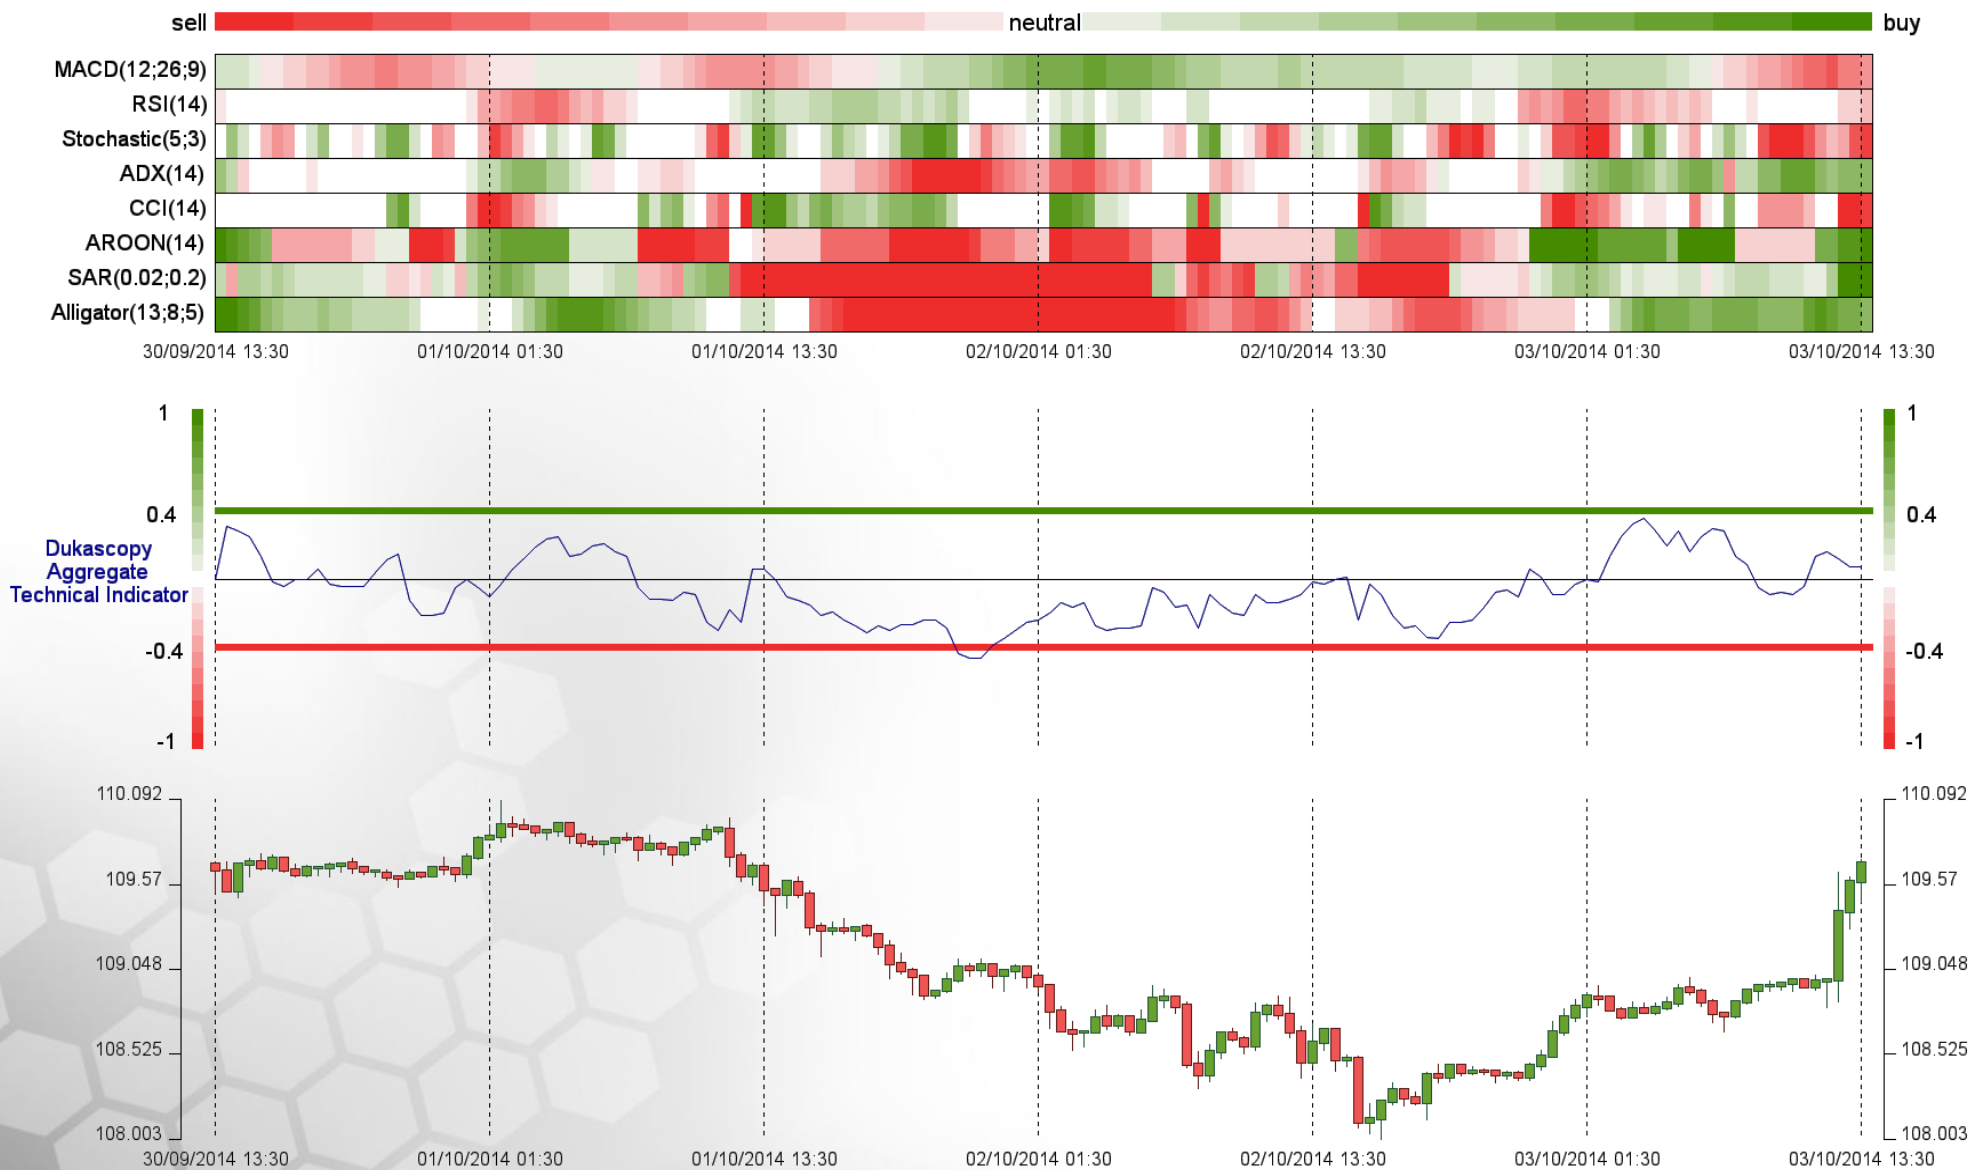 sell neutral buy
MACD(12;26;9)
RSI(14)
Stochastic(5;3)
ADX(14)
CCI(14)
AROON(14)
SAR(0.02;0.2)
Alligator(13;8;5)
30/09/2014 13:30 01/10/2014 01:30 01/10/2014 13:30 02/10/2014 01:30 02/10/2014 13:30 03/10/2014 01:30 03/10/2014 13:30
1 1
0.4 0.4
Dukascopy
Aggregate
Technical Indicator
-0.4 -0.4
-1 -1
110.092 110.092
109.57 109.57
109.048 109.048
108.525 108.525
108.003 108.003
30/09/2014 13:30 01/10/2014 01:30 01/10/2014 13:30 02/10/2014 01:30 02/10/2014 13:30 03/10/2014 01:30 03/10/2014 13:30